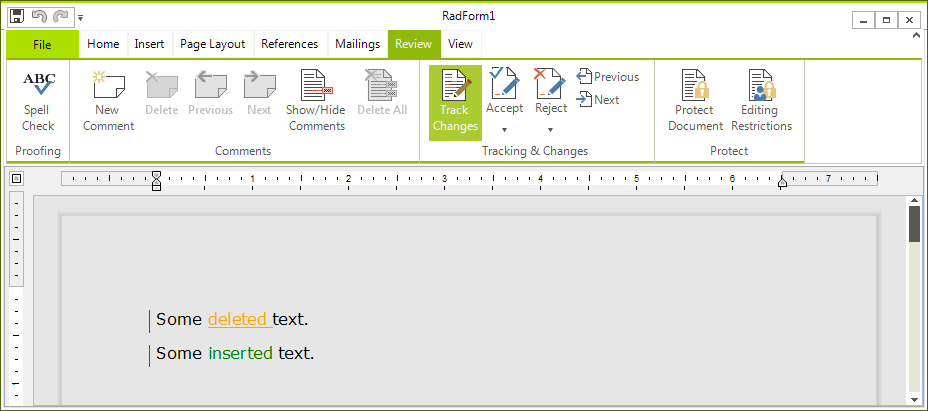 RadForm1
File Home Insert Page Layout References Mailings Review View
ABC
Spell Check
New Comment
Delete
Previous
Next
Show/Hide Comments
Delete All
Track Changes
Accept
Reject
Previous
Next
Protect Document
Editing Restrictions
Proofing Comments Tracking & Changes Protect
1 2 3 4 5 6 7
Some deleted text.
Some inserted text.